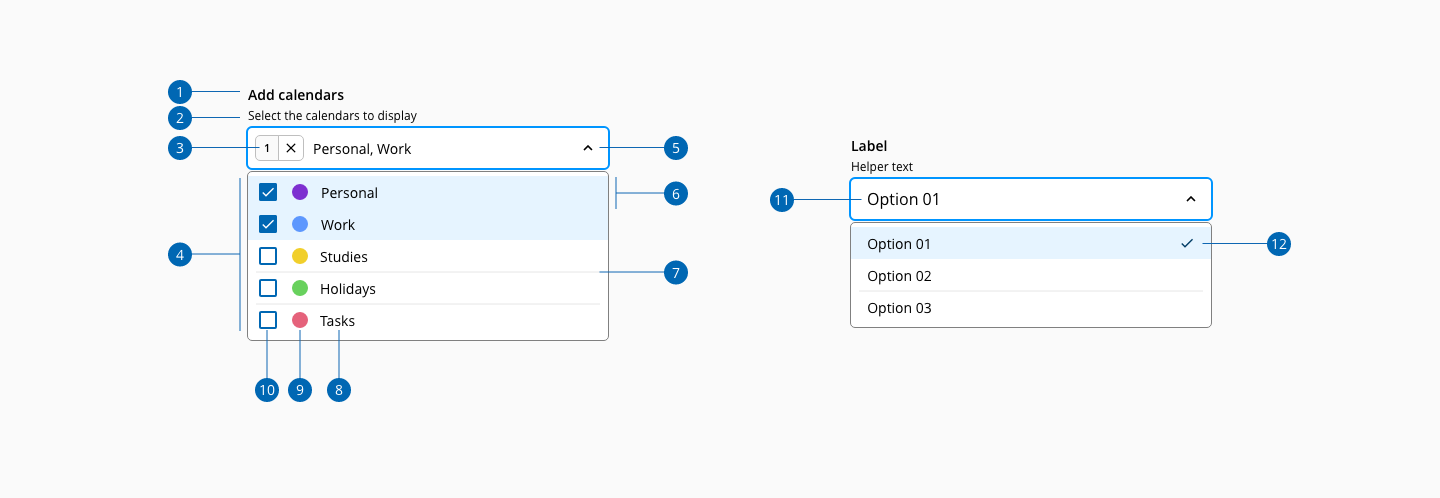 1
Add calendars
2
Select the calendars to display
3
1
Personal, Work
5
Personal
6
Work
4
Studies
7
Holidays
Tasks
10
9
8
Label
Helper text
11
Option 01
Option 01
12
Option 02
Option 03